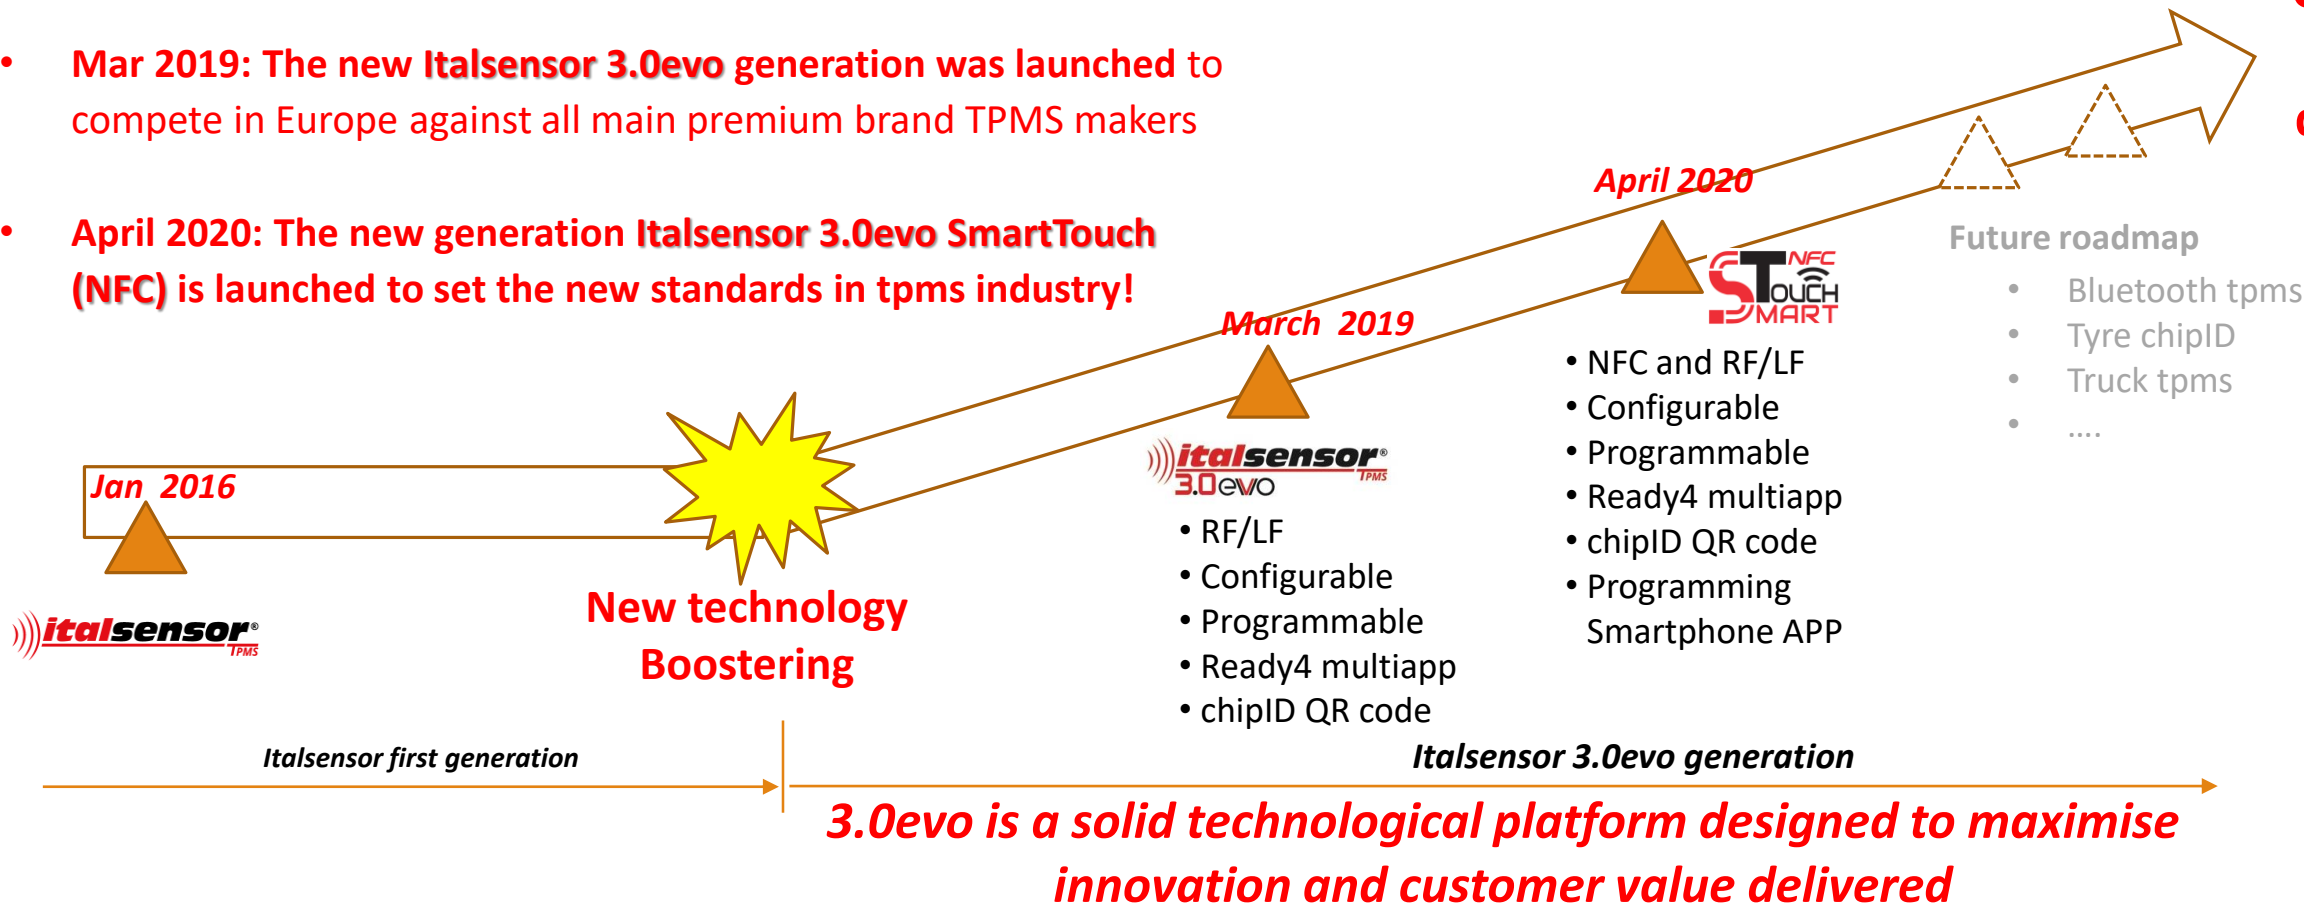 • Mar 2019: The new Italsensor 3.0evo generation was launched to
compete in Europe against all main premium brand TPMS makers
• April 2020: The new generation Italsensor 3.0evo SmartTouch
(NFC) is launched to set the new standards in tpms industry!
Jan 2016
italsensor®
TPMS
New technology
Boostering
March 2019
italsensor®
TPMS
3.0evo
• RF/LF
• Configurable
• Programmable
• Ready4 multiapp
• chipID QR code
April 2020
NFC
TOUCH
SMART
• NFC and RF/LF
• Configurable
• Programmable
• Ready4 multiapp
• chipID QR code
• Programming
Smartphone APP
Future roadmap
• Bluetooth tpms
• Tyre chipID
• Truck tpms
• ....
Italsensor first generation
Italsensor 3.0evo generation
3.0evo is a solid technological platform designed to maximise
innovation and customer value delivered